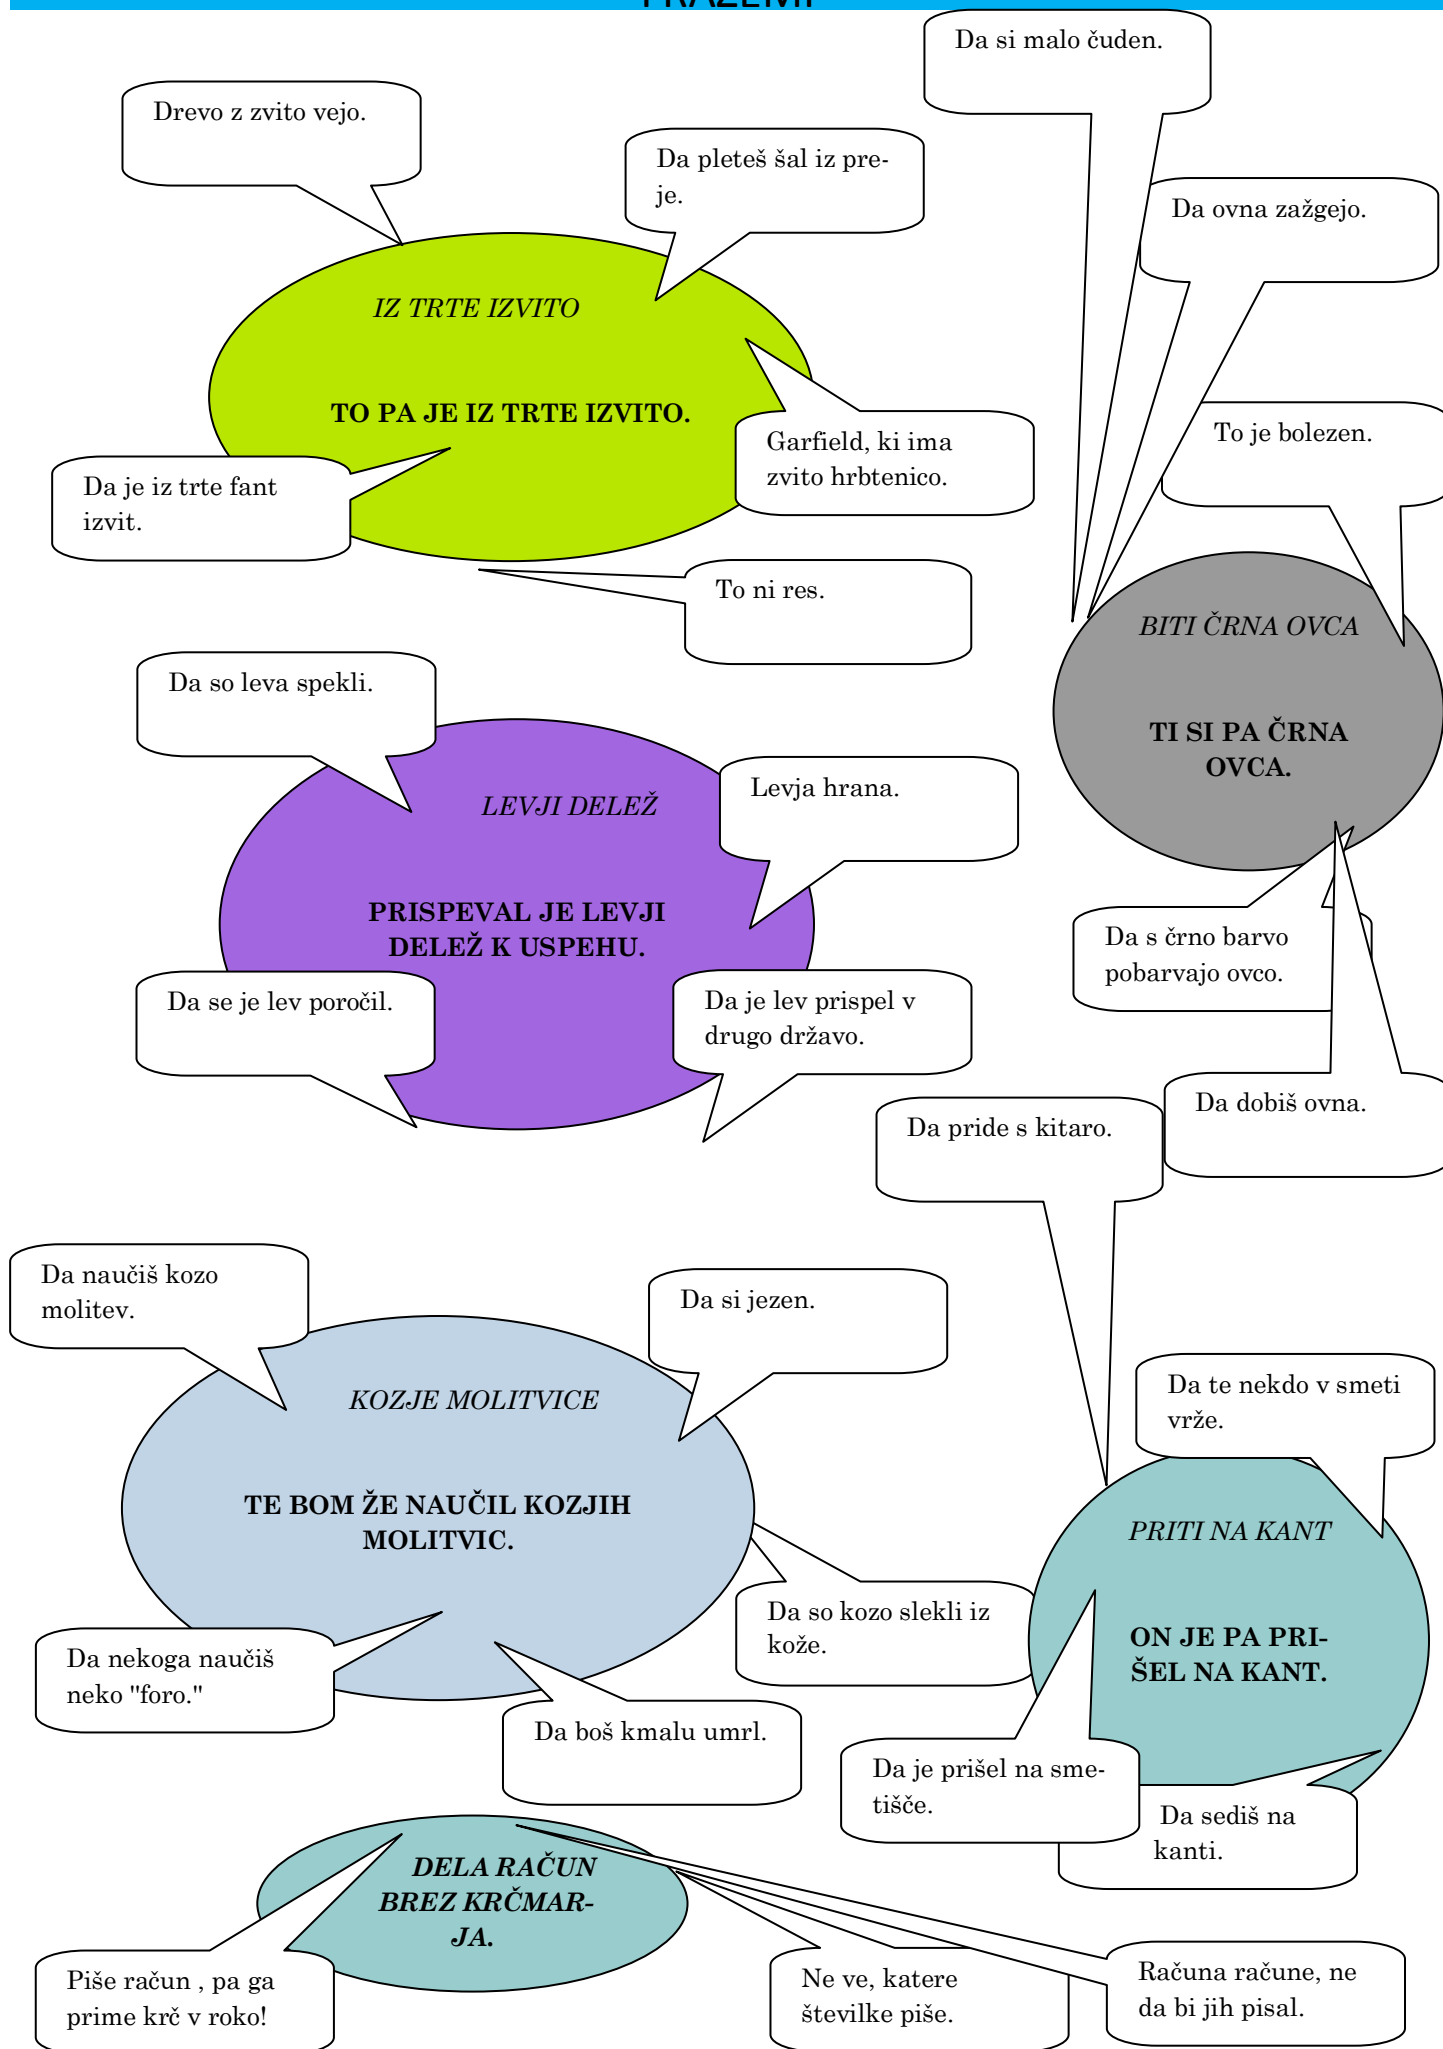 FRAZEMI
Da si malo čuden.
Drevo z zvito vejo.
Da pleteš šal iz pre-
je.
Da ovna zažgejo.
IZ TRTE IZVITO
TO PA JE IZ TRTE IZVITO.
Garfield, ki ima
zvito hrbtenico.
To je bolezen.
Da je iz trte fant
izvit.
To ni res.
BITI ČRNA OVCA
TI SI PA ČRNA
OVCA.
Da so leva spekli.
Levja hrana.
LEVJI DELEŽ
PRISPEVAL JE LEVJI
DELEŽ K USPEHU.
Da s črno barvo
pobarvajo ovco.
Da se je lev poročil.
Da je lev prispel v
drugo državo.
Da dobiš ovna.
Da pride s kitaro.
Da naučiš kozo
molitev.
Da si jezen.
Da te nekdo v smeti
vrže.
KOZJE MOLITVICE
TE BOM ŽE NAUČIL KOZJIH
MOLITVIC.
PRITI NA KANT
ON JE PA PRI-
ŠEL NA KANT.
Da so kozo slekli iz
kože.
Da nekoga naučiš
neko "foro."
Da boš kmalu umrl.
Da je prišel na sme-
tišče.
Da sediš na
kanti.
DELA RAČUN
BREZ KRČMAR-
JA.
Piše račun , pa ga
prime krč v roko!
Ne ve, katere
številke piše.
Računa račune, ne
da bi jih pisal.